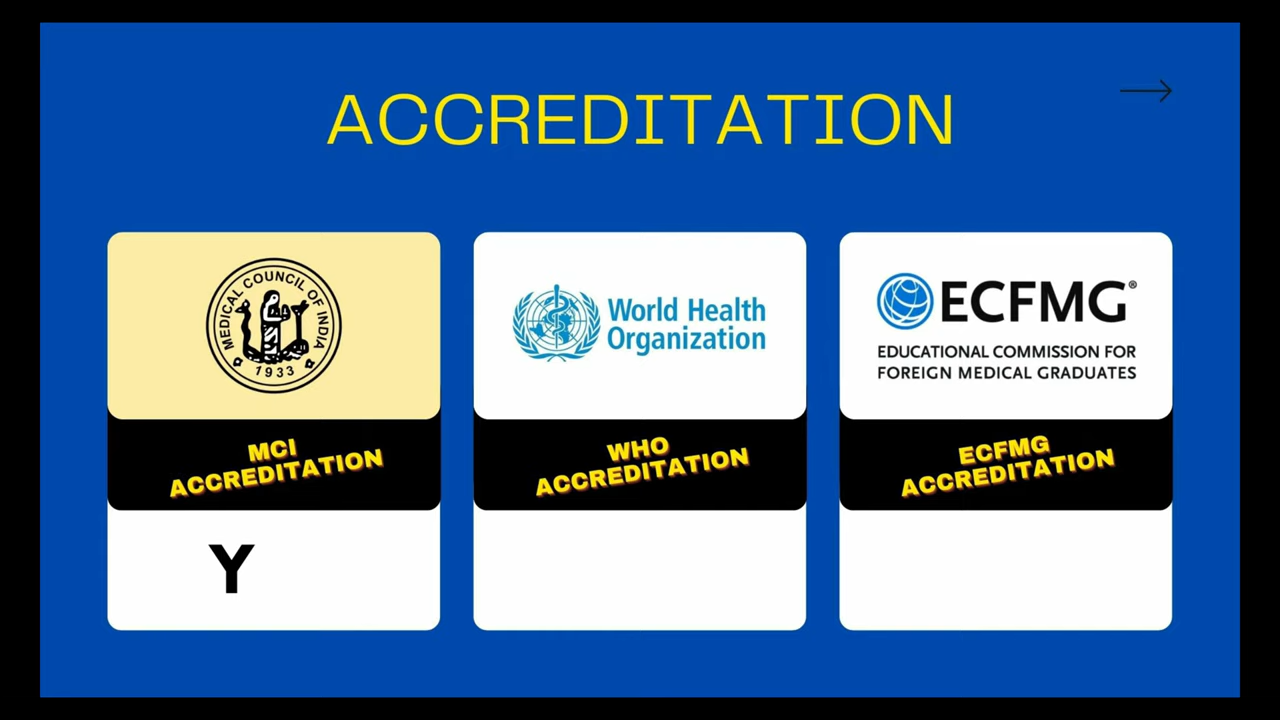 ACCREDITATION
MEDICAL COUNCIL OF INDIA
1933
MCI
ACCREDITATION
Y
World Health
Organization
WHO
ACCREDITATION
ECFMG®
EDUCATIONAL COMMISSION FOR
FOREIGN MEDICAL GRADUATES
ECFMG
ACCREDITATION